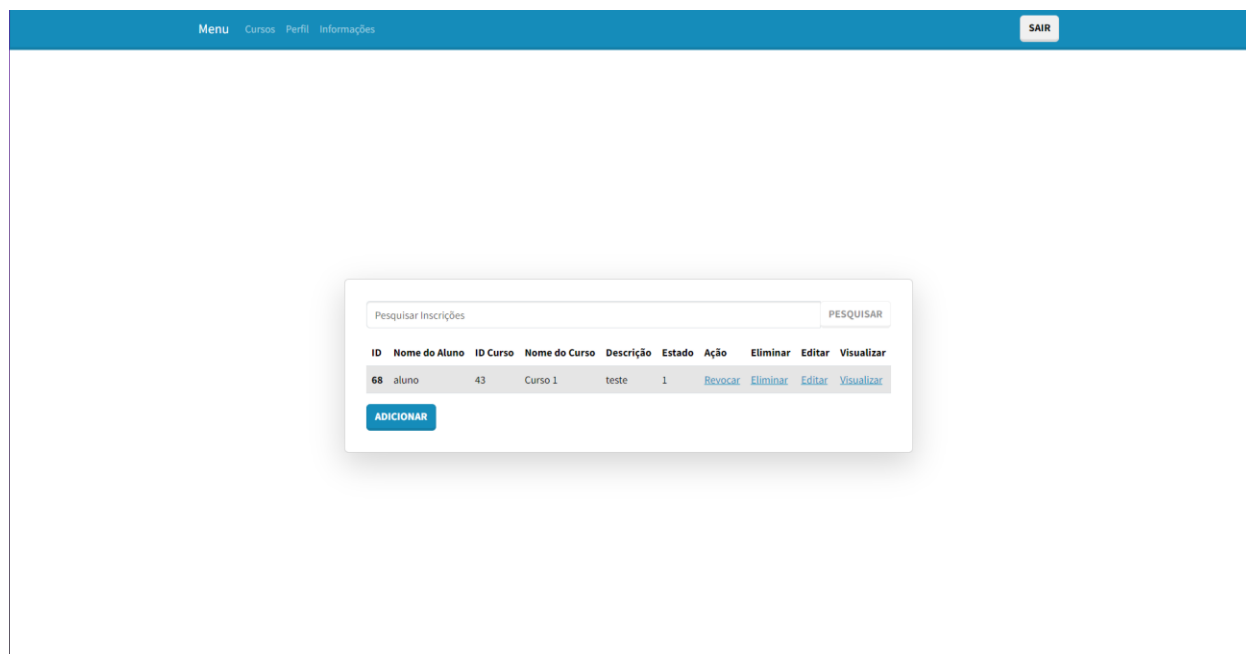 Menu Cursos Perfil Informações SAIR
Pesquisar Inscrições PESQUISAR
ID Nome do Aluno ID Curso Nome do Curso Descrição Estado Ação Eliminar Editar Visualizar
68 aluno 43 Curso 1 teste 1 Revocar Eliminar Editar Visualizar
ADICIONAR